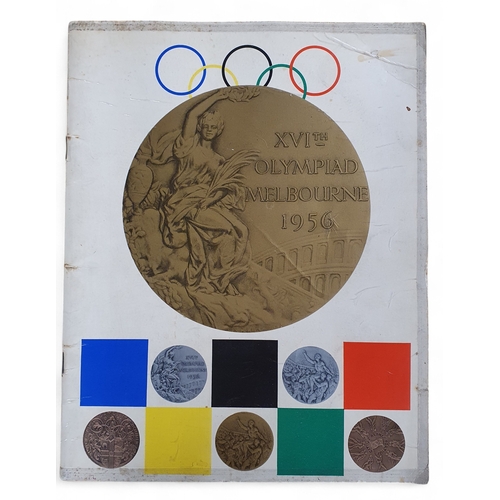 XVITH
OLYMPIAD
MELBOURNE
1956